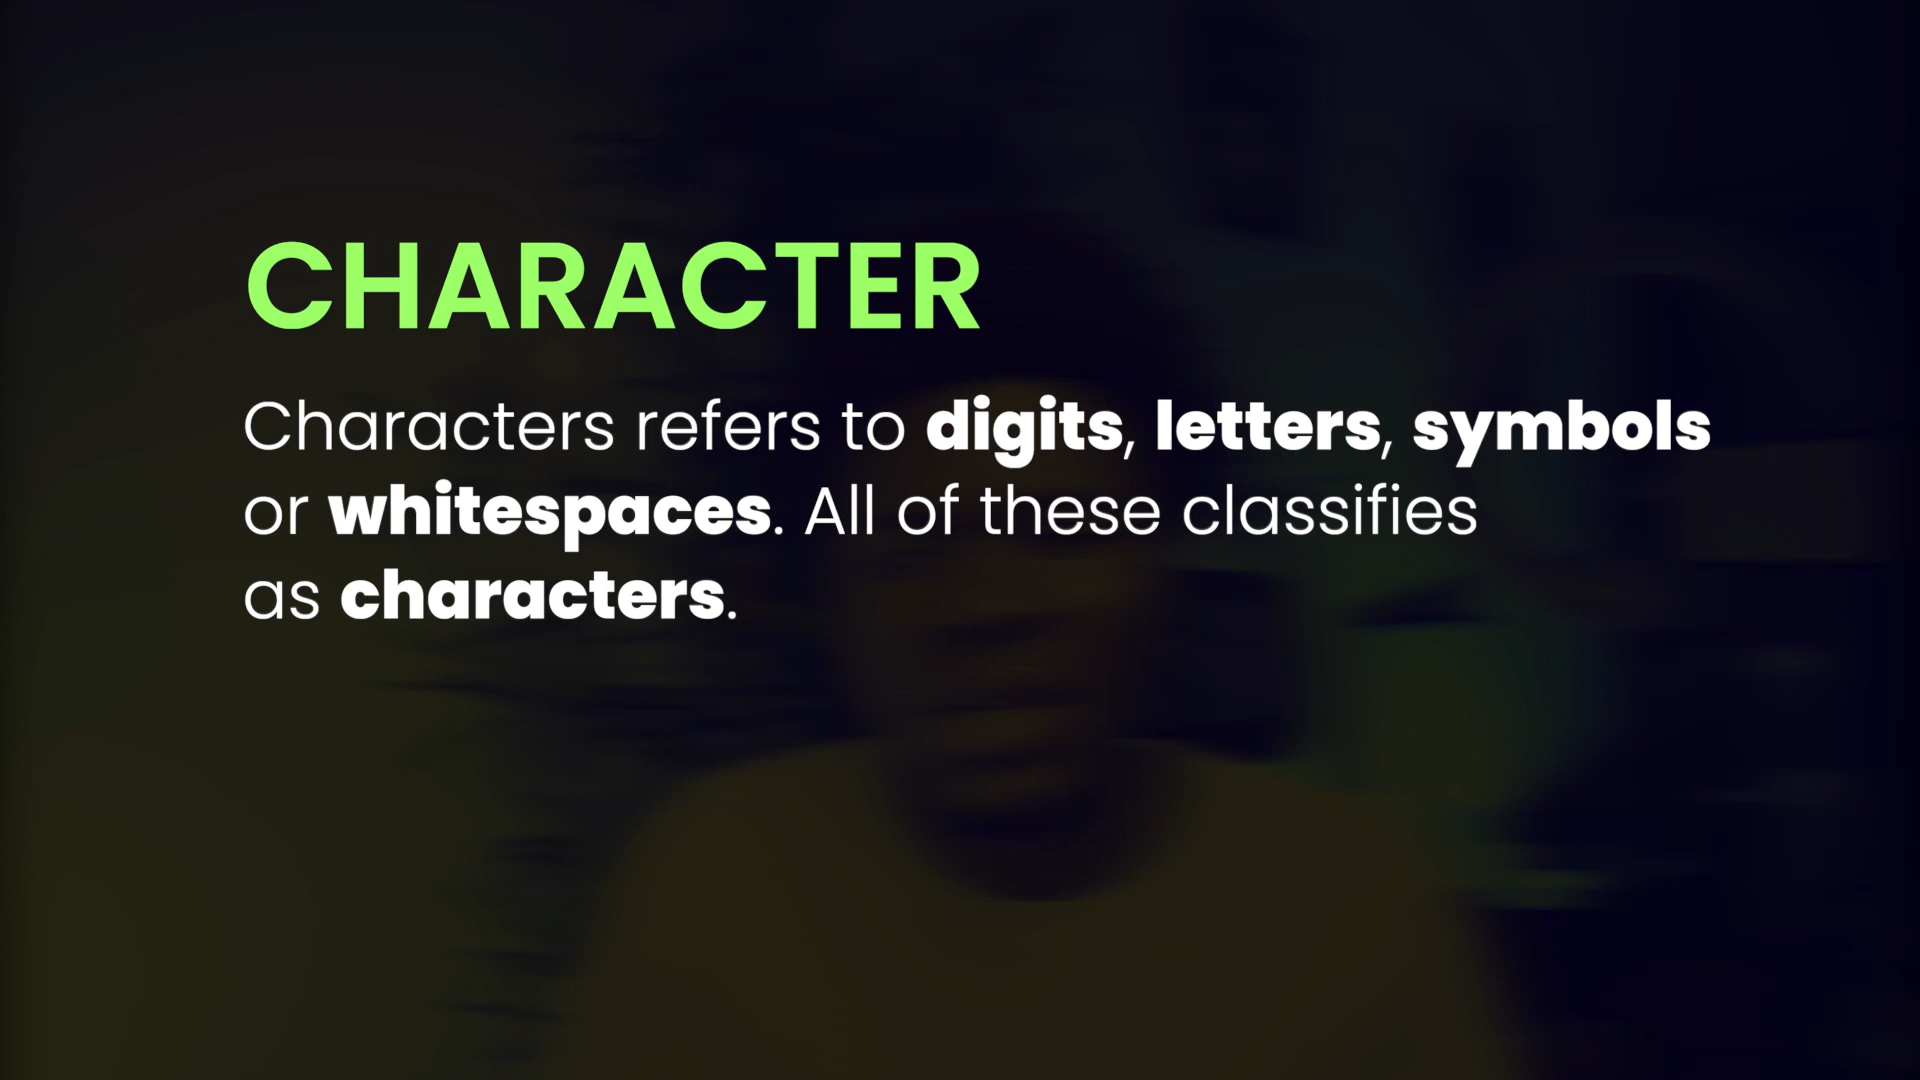 CHARACTER
Characters refers to digits, letters, symbols
or whitespaces. All of these classifies
as characters.